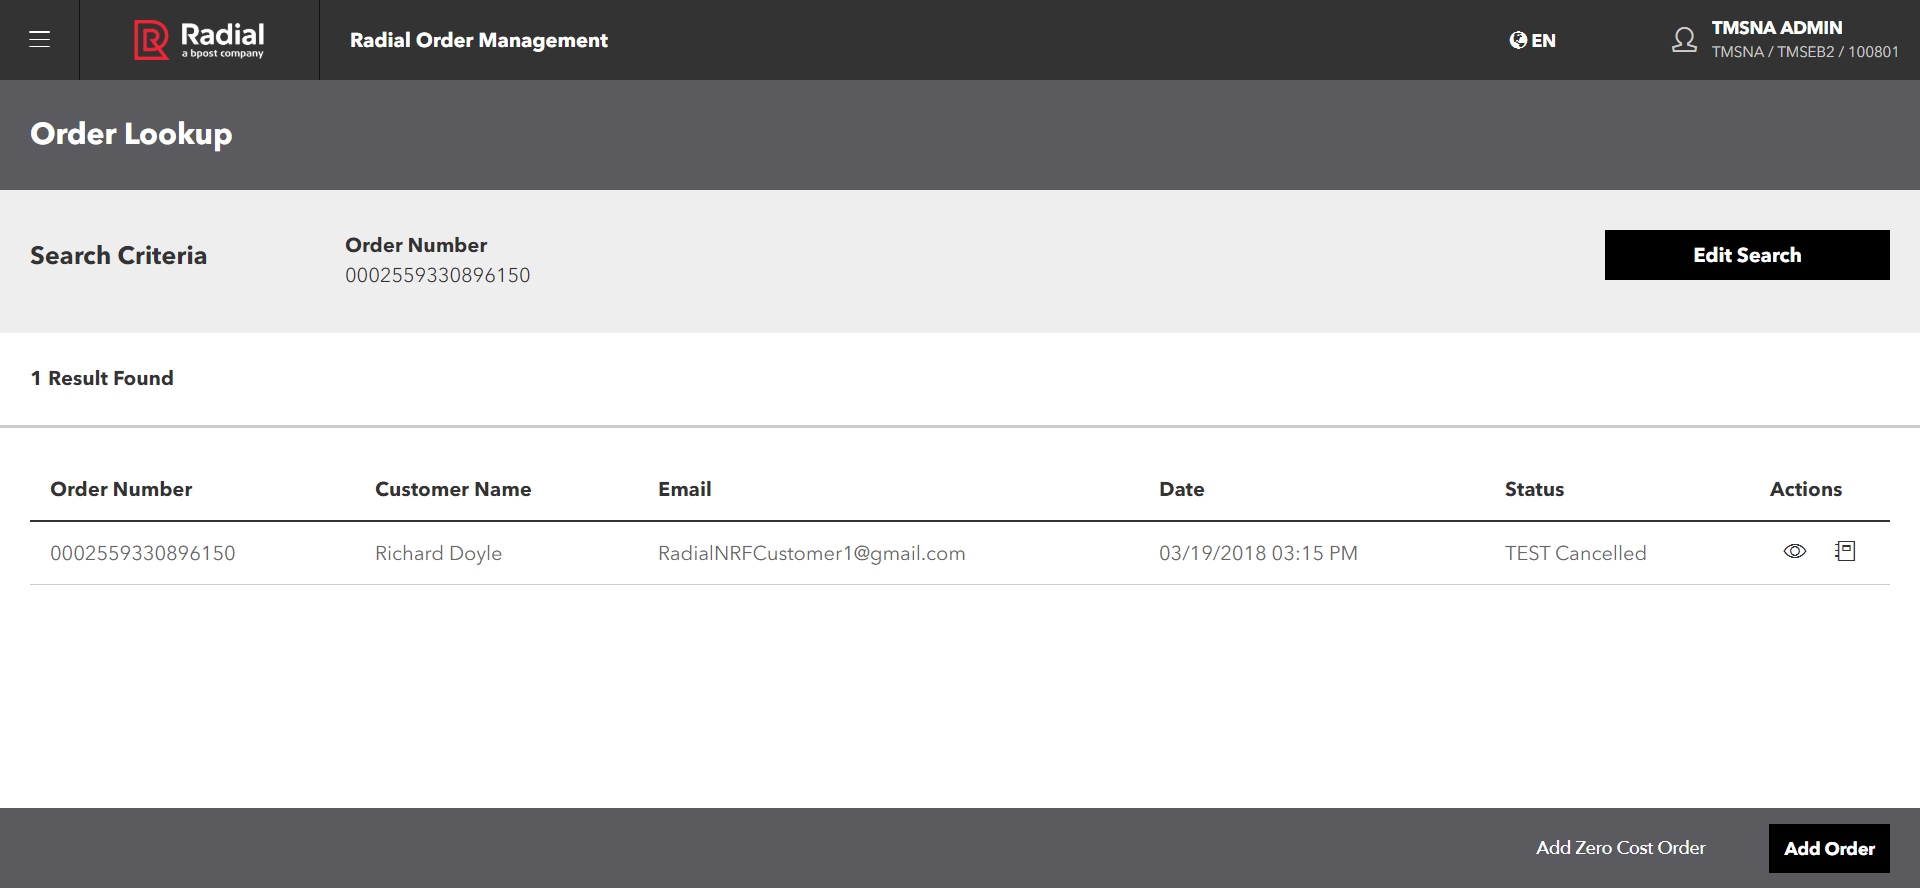 Radial
a bpost company
Radial Order Management
EN
TMSNA ADMIN
TMSNA / TMSEB2 / 100801
Order Lookup
Search Criteria
Order Number
0002559330896150
Edit Search
1 Result Found
Order Number Customer Name Email Date Status Actions
0002559330896150 Richard Doyle RadialNRFCustomer1@gmail.com 03/19/2018 03:15 PM TEST Cancelled
Add Zero Cost Order
Add Order